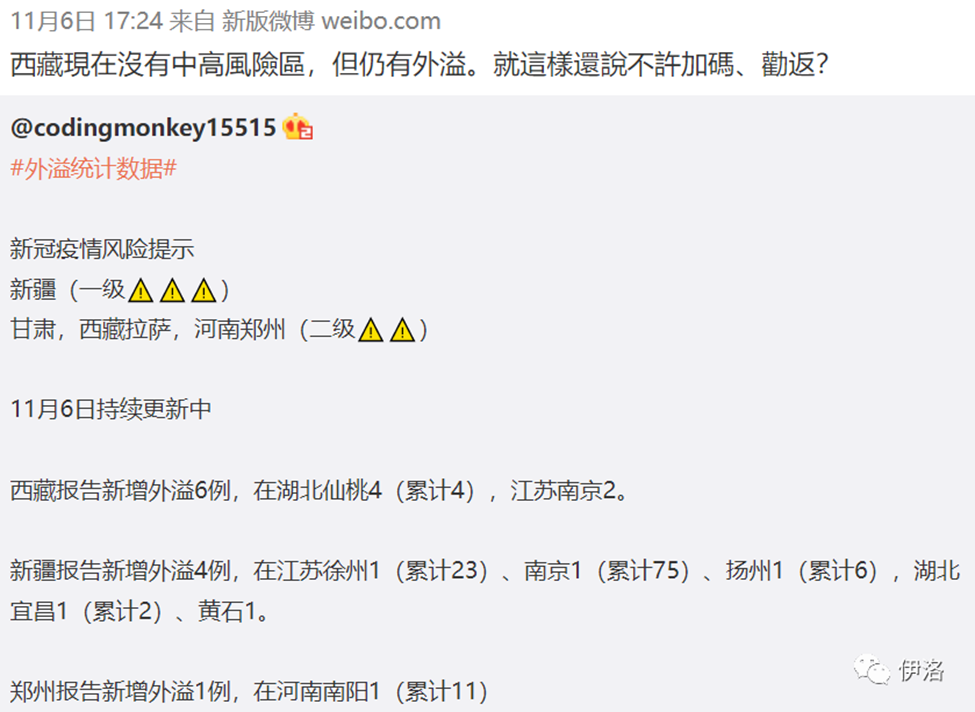 11月6日 17:24 来自 新版微博 weibo.com
西藏現在沒有中高風險區，但仍有外溢。就這樣還說不許加碼、勸返？
@codingmonkey15515 2
#外溢统计数据#
新冠疫情风险提示
新疆（一级⚠⚠⚠）
甘肃，西藏拉萨，河南郑州（二级⚠⚠）
11月6日持续更新中
西藏报告新增外溢6例，在湖北仙桃4（累计4），江苏南京2。
新疆报告新增外溢4例，在江苏徐州1（累计23）、南京1（累计75）、扬州1（累计6），湖北
宜昌1（累计2）、黄石1。
郑州报告新增外溢1例，在河南南阳1（累计11）
伊洛